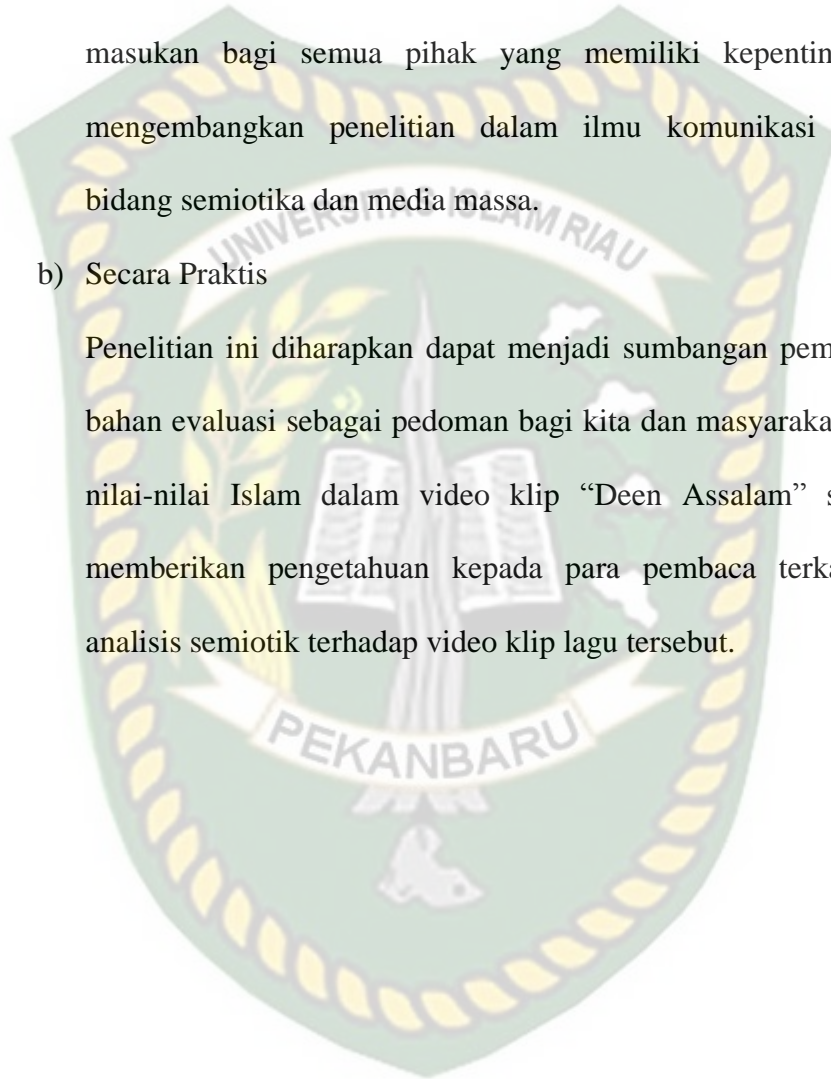 masukan bagi semua pihak yang memiliki kepentin
mengembangkan penelitian dalam ilmu komunikasi
bidang semiotika dan media massa.
UNIVERSITAS ISLAM RIAU
b) Secara Praktis
Penelitian ini diharapkan dapat menjadi sumbangan pem
bahan evaluasi sebagai pedoman bagi kita dan masyaraka
nilai-nilai Islam dalam video klip “Deen Assalam” s
memberikan pengetahuan kepada para pembaca terka
analisis semiotik terhadap video klip lagu tersebut.
PEKANBARU